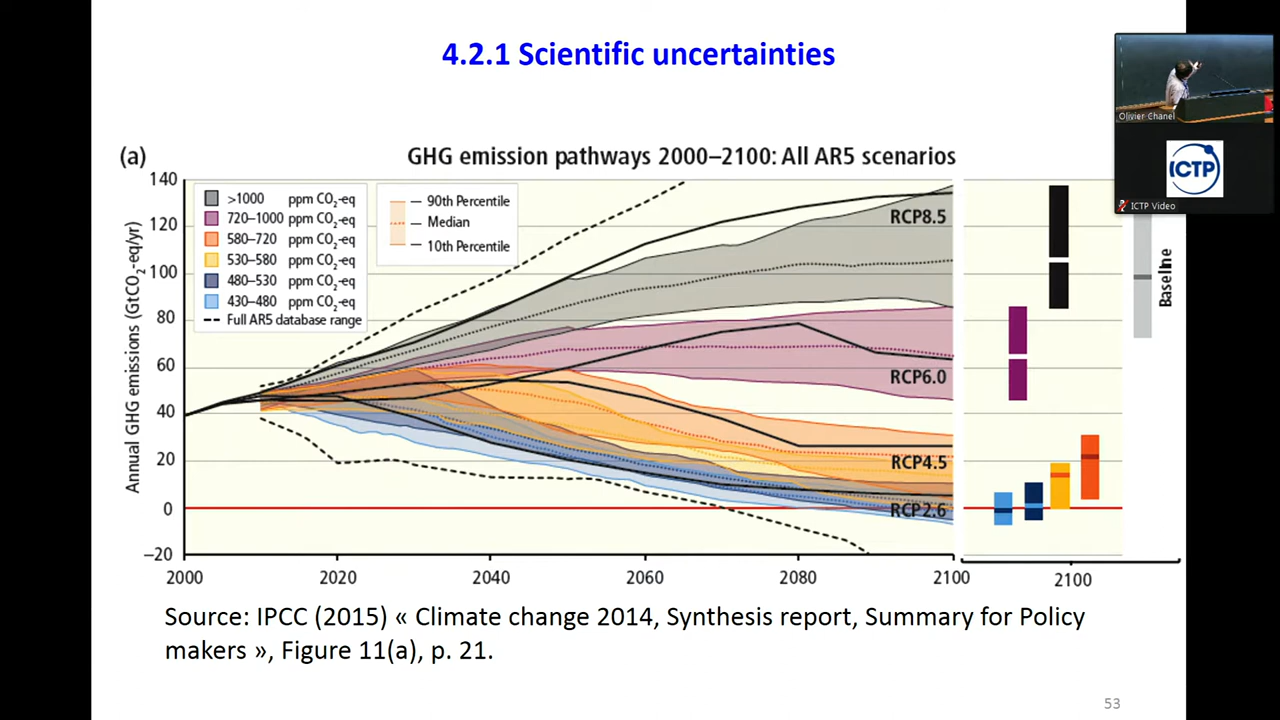 4.2.1 Scientific uncertainties
Olivier Chanel
ICTP
ICTP Video
(a)
GHG emission pathways 2000–2100: All AR5 scenarios
Annual GHG emissions (GtCO2-eq/yr)
140
120
100
80
60
40
20
0
–20
>1000 ppm CO2-eq
720–1000 ppm CO2-eq
580–720 ppm CO2-eq
530–580 ppm CO2-eq
480–530 ppm CO2-eq
430–480 ppm CO2-eq
Full AR5 database range
90th Percentile
Median
10th Percentile
RCP8.5
RCP6.0
RCP4.5
RCP2.6
Baseline
2000
2020
2040
2060
2080
2100
2100
Source: IPCC (2015) « Climate change 2014, Synthesis report, Summary for Policy
makers », Figure 11(a), p. 21.
53